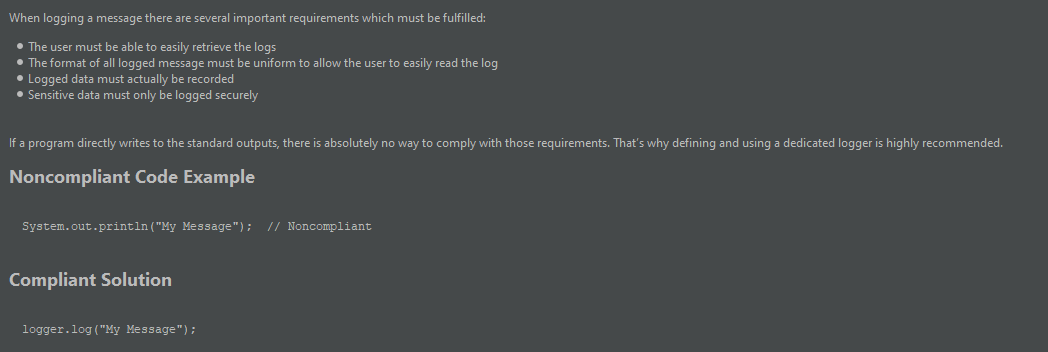 When logging a message there are several important requirements which must be fulfilled:
• The user must be able to easily retrieve the logs
• The format of all logged message must be uniform to allow the user to easily read the log
• Logged data must actually be recorded
• Sensitive data must only be logged securely
If a program directly writes to the standard outputs, there is absolutely no way to comply with those requirements. That's why defining and using a dedicated logger is highly recommended.
Noncompliant Code Example
System.out.println("My Message");  // Noncompliant
Compliant Solution
logger.log("My Message");